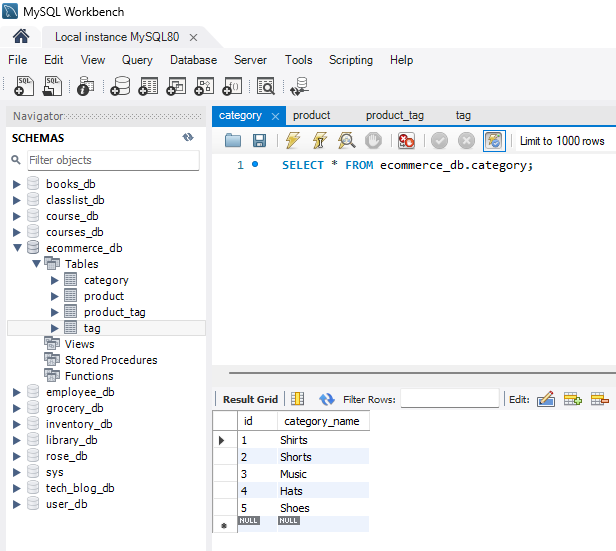 MySQL Workbench
Local instance MySQL80 ×
File Edit View Query Database Server Tools Scripting Help
SQL SQL
Navigator
SCHEMAS
Filter objects
books_db
classlist_db
course_db
courses_db
ecommerce_db
Tables
category
product
product_tag
tag
Views
Stored Procedures
Functions
employee_db
grocery_db
inventory_db
library_db
rose_db
sys
tech_blog_db
user_db
category × product product_tag tag
Limit to 1000 rows
1 SELECT * FROM ecommerce_db.category;
Result Grid Filter Rows: Edit:
id category_name
1 Shirts
2 Shorts
3 Music
4 Hats
5 Shoes
NULL NULL